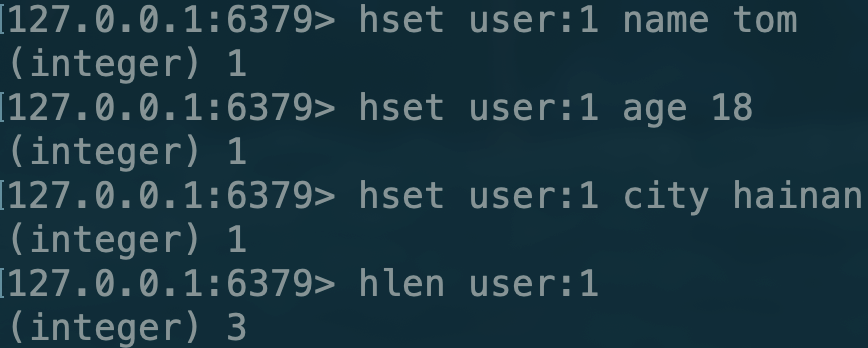 [127.0.0.1:6379> hset user:1 name tom
(integer) 1
[127.0.0.1:6379> hset user:1 age 18
(integer) 1
[127.0.0.1:6379> hset user:1 city hainan
(integer) 1
[127.0.0.1:6379> hlen user:1
(integer) 3